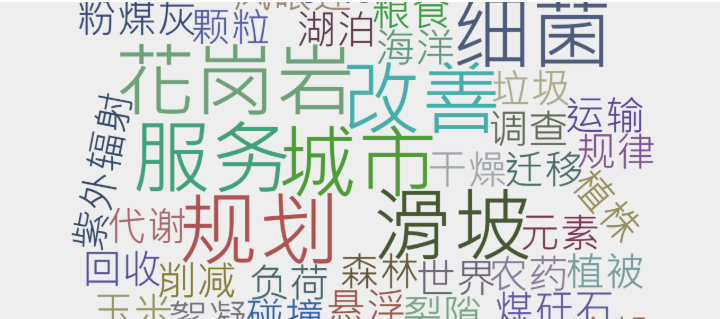 粉煤灰
颗粒
湖泊
粮食
海洋
细菌
花岗岩
改善
垃圾
运输
调查
规律
紫外辐射
服务
城市
干燥
迁移
植株
代谢
规划
滑坡
元素
回收
削减
负荷
森林
世界
农药
植被
玉米
絮凝
碰撞
悬浮
裂隙
煤矸石